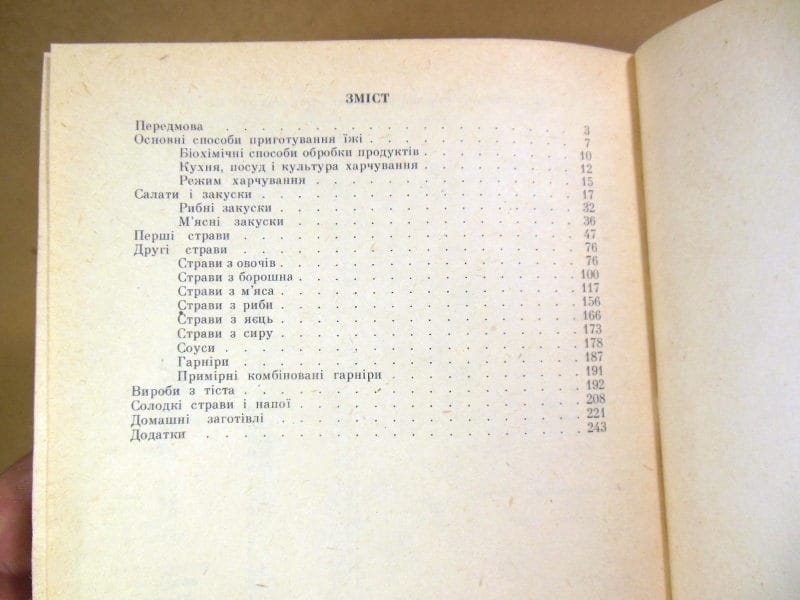 ЗМІСТ
Передмова . . . . . . . . . . . . . . . . 3
Основні способи приготування їжі . . . . . . . . . . 7
Біохімічні способи обробки продуктів . . . . . . . . 10
Кухня, посуд і культура харчування . . . . . . . . 12
Режим харчування . . . . . . . . . . . . 15
Салати і закуски . . . . . . . . . . . . . . 17
Рибні закуски . . . . . . . . . . . . . 32
М'ясні закуски . . . . . . . . . . . . . 36
Перші страви . . . . . . . . . . . . . . . 47
Другі страви . . . . . . . . . . . . . . . 76
Страви з овочів . . . . . . . . . . . . . 76
Страви з борошна . . . . . . . . . . . . . 100
Страви з м'яса . . . . . . . . . . . . . 117
Страви з риби . . . . . . . . . . . . . 156
Страви з яєць . . . . . . . . . . . . . 166
Страви з сиру . . . . . . . . . . . . . 173
Соуси . . . . . . . . . . . . . . . . 178
Гарніри . . . . . . . . . . . . . . . 187
Примірні комбіновані гарніри . . . . . . . . . 191
Вироби з тіста . . . . . . . . . . . . . . . 192
Солодкі страви і напої . . . . . . . . . . . . 208
Домашні заготівлі . . . . . . . . . . . . . 221
Додатки . . . . . . . . . . . . . . . . 243